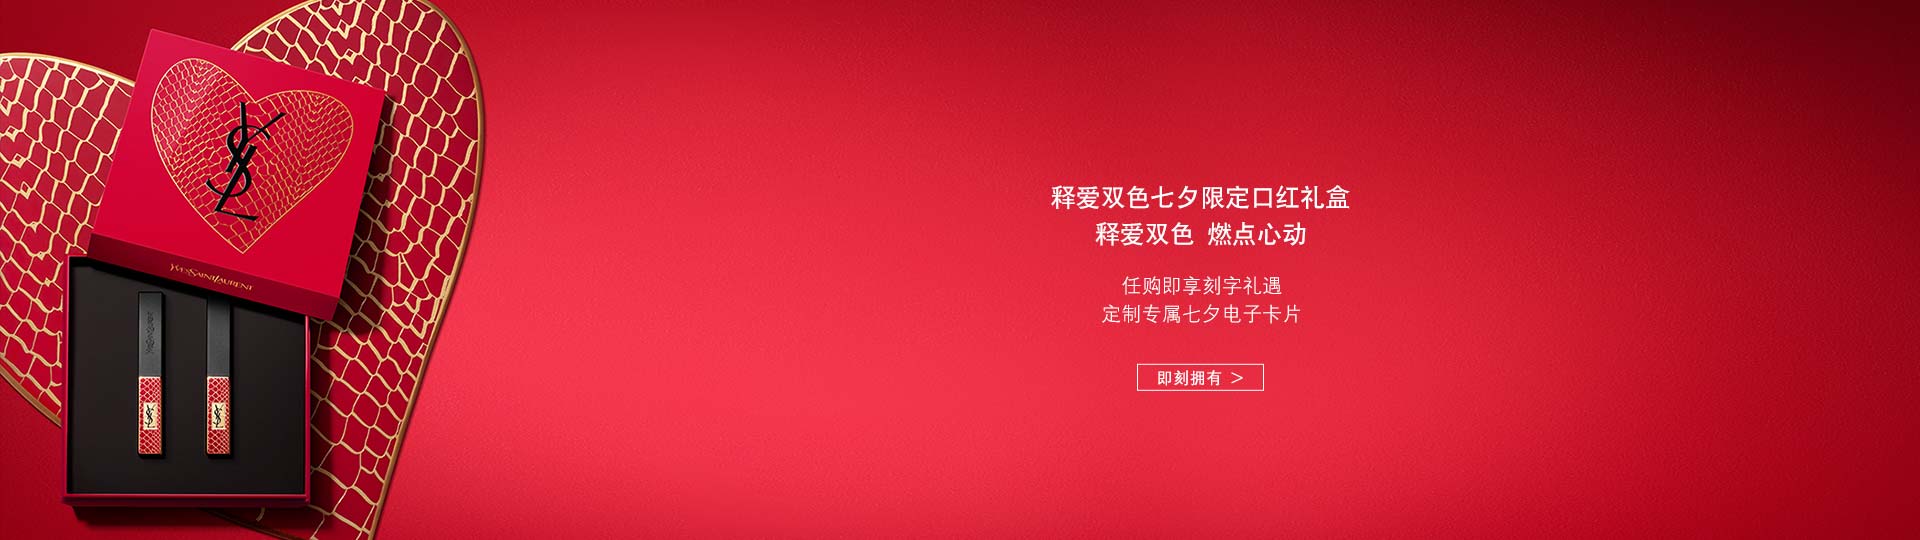 YSL
YVESSAINTLAURENT
YSL
YSL
释爱双色七夕限定口红礼盒
释爱双色 燃点心动
任购即享刻字礼遇
定制专属七夕电子卡片
即刻拥有 >